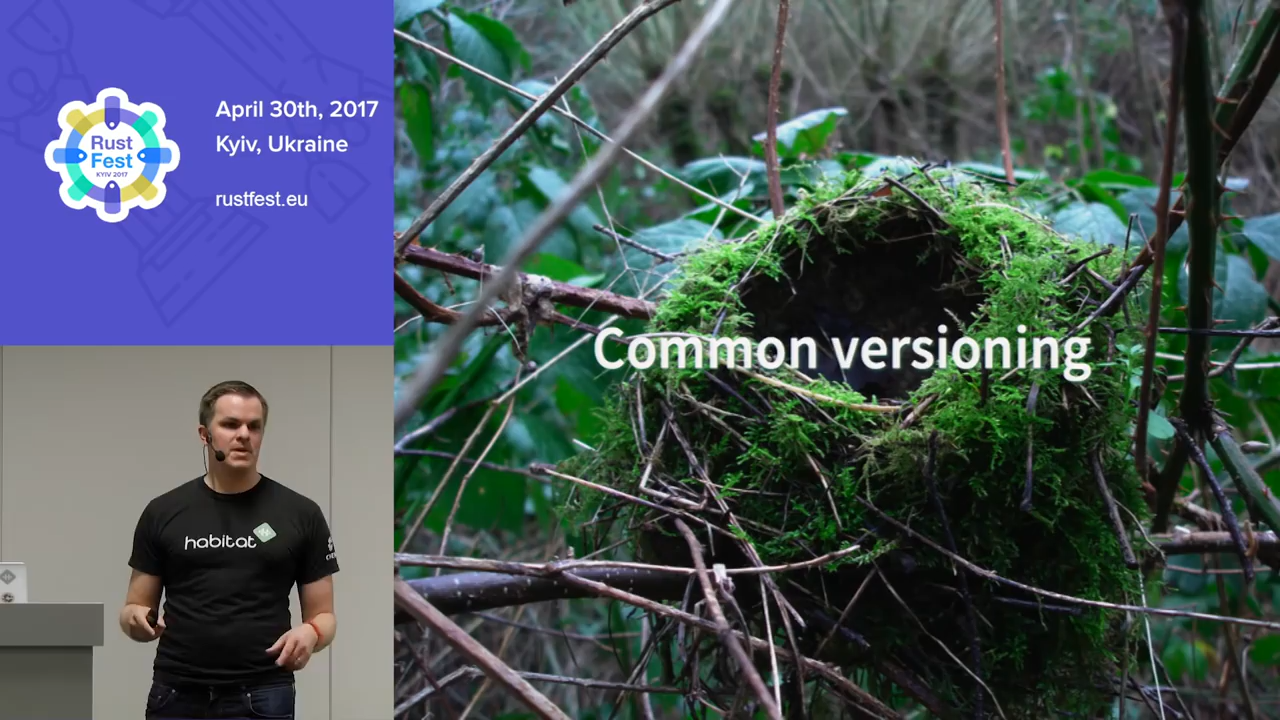 Rust
Fest
KYIV 2017
April 30th, 2017
Kyiv, Ukraine
rustfest.eu
Common versioning
habitat